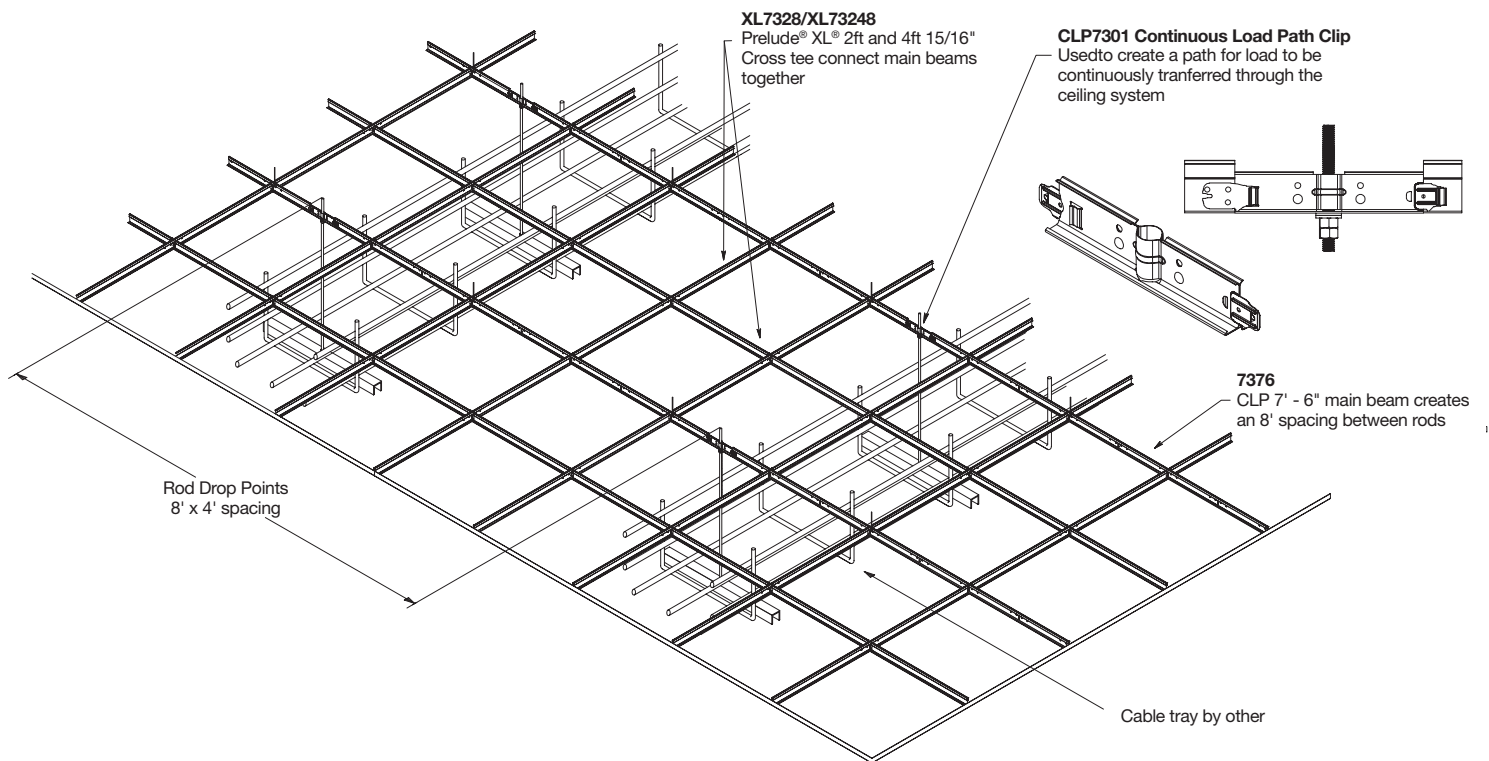 XL7328/XL73248
Prelude® XL® 2ft and 4ft 15/16"
Cross tee connect main beams
together
CLP7301 Continuous Load Path Clip
Usedto create a path for load to be
continuously tranferred through the
ceiling system
7376
CLP 7' - 6" main beam creates
an 8' spacing between rods
Rod Drop Points
8' x 4' spacing
Cable tray by other